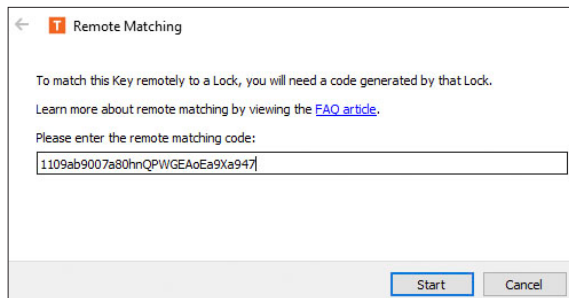 T Remote Matching
To match this Key remotely to a Lock, you will need a code generated by that Lock.
Learn more about remote matching by viewing the FAQ article.
Please enter the remote matching code:
1109ab9007a80hnQPWGEAoEa9Xa947
Start Cancel